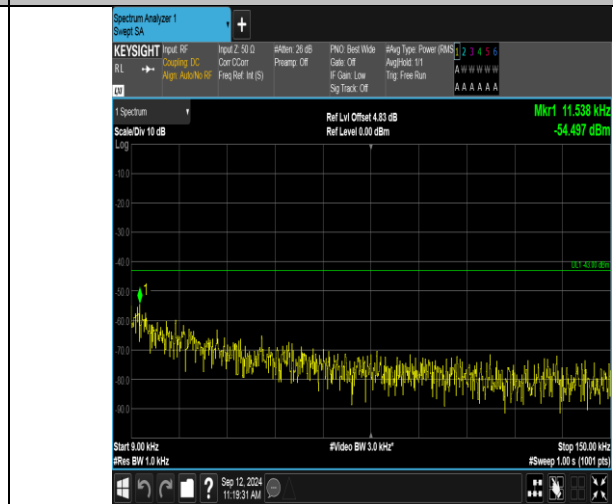 Spectrum Analyzer 1
Swept SA
+
KEYSIGHT Input: RF Input Z: 50 Ω #Atten: 26 dB PNO: Best Wide #Avg Type: Power (RMS 1 2 3 4 5 6
RL Coupling: DC Corr CCorr Preamp: Off Gate: Off Avg|Hold: 1/1 A W W W W W
Align: Auto/No RF Freq Ref: Int (S) IF Gain: Low Trig: Free Run
LXI Sig Track: Off A A A A A A
1 Spectrum Ref Lvl Offset 4.83 dB Mkr1 11.538 kHz
Scale/Div 10 dB Ref Level 0.00 dBm -54.497 dBm
Log
-10.0
-20.0
-30.0
-40.0
DL1 -43.00 dBm
-50.0
1
-60.0
-70.0
-80.0
-90.0
Start 9.00 kHz #Video BW 3.0 kHz* Stop 150.00 kHz
#Res BW 1.0 kHz #Sweep 1.00 s (1001 pts)
? Sep 12, 2024
11:19:31 AM